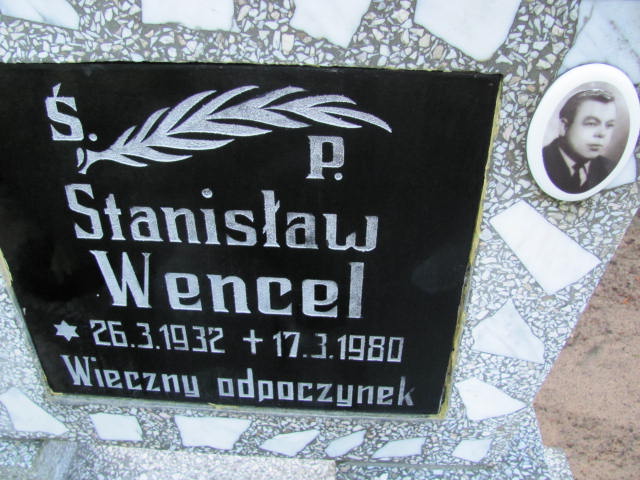 Ś. P.
Stanisław
Wencel
* 26.3.1932 + 17.3.1980
Wieczny odpoczynek